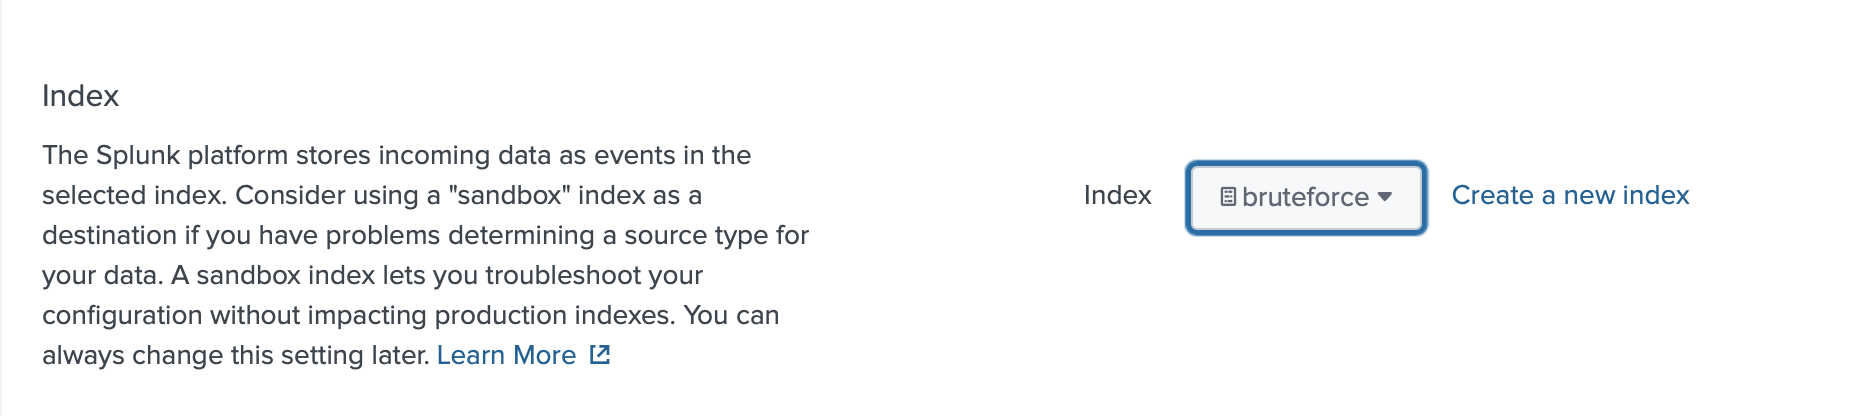 Index
The Splunk platform stores incoming data as events in the
selected index. Consider using a "sandbox" index as a
destination if you have problems determining a source type for
your data. A sandbox index lets you troubleshoot your
configuration without impacting production indexes. You can
always change this setting later. Learn More
Index bruteforce Create a new index